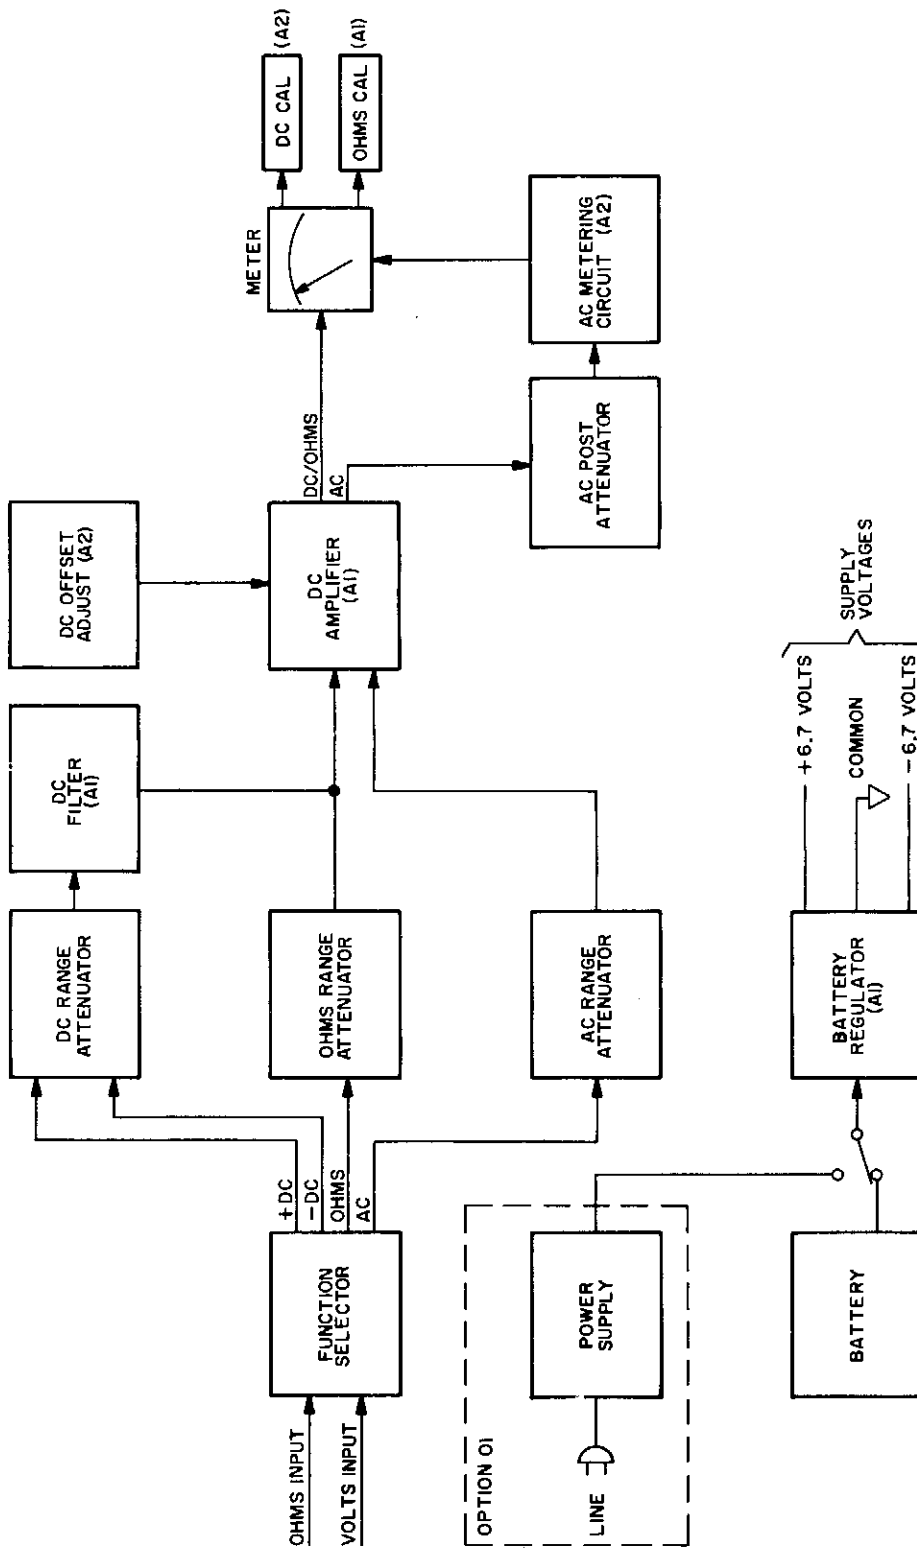 OHMS INPUT
VOLTS INPUT
FUNCTION
SELECTOR
+DC
−DC
OHMS
AC
DC RANGE
ATTENUATOR
DC
FILTER
(A1)
DC OFFSET
ADJUST (A2)
OHMS RANGE
ATTENUATOR
DC
AMPLIFIER
(A1)
DC/OHMS
AC
METER
DC CAL
(A2)
OHMS CAL
(A1)
AC RANGE
ATTENUATOR
AC POST
ATTENUATOR
AC METERING
CIRCUIT (A2)
OPTION 01
LINE
POWER
SUPPLY
BATTERY
BATTERY
REGULATOR
(A1)
+6.7 VOLTS
COMMON
−6.7 VOLTS
SUPPLY
VOLTAGES